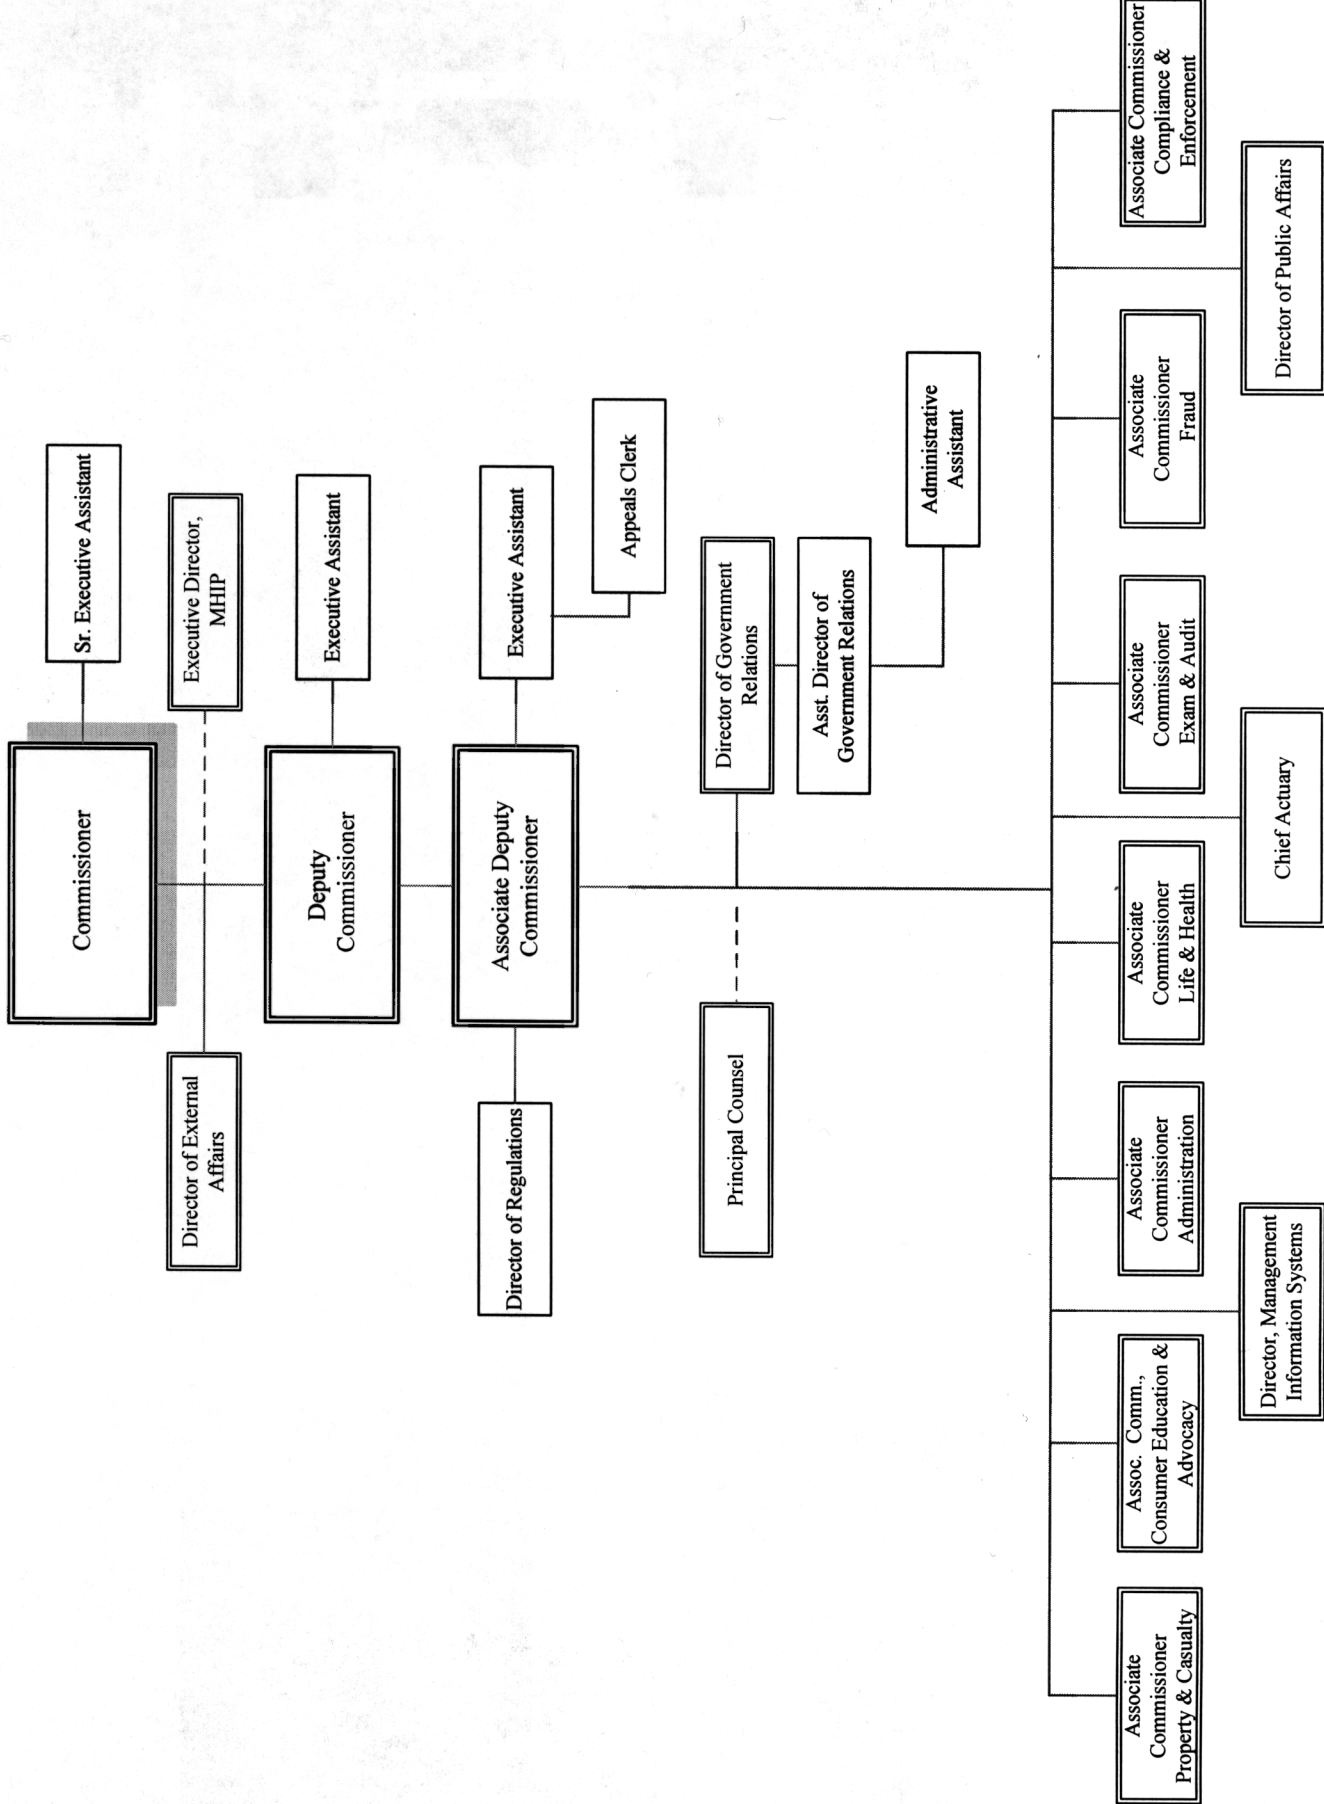 Commissioner
Sr. Executive Assistant
Director of External
Affairs
Executive Director,
MHIP
Deputy
Commissioner
Executive Assistant
Associate Deputy
Commissioner
Executive Assistant
Director of Regulations
Appeals Clerk
Principal Counsel
Director of Government
Relations
Asst. Director of
Government Relations
Administrative
Assistant
Associate
Commissioner
Property & Casualty
Assoc. Comm.,
Consumer Education &
Advocacy
Associate
Commissioner
Administration
Associate
Commissioner
Life & Health
Associate
Commissioner
Exam & Audit
Associate
Commissioner
Fraud
Associate Commissioner
Compliance &
Enforcement
Director, Management
Information Systems
Chief Actuary
Director of Public Affairs